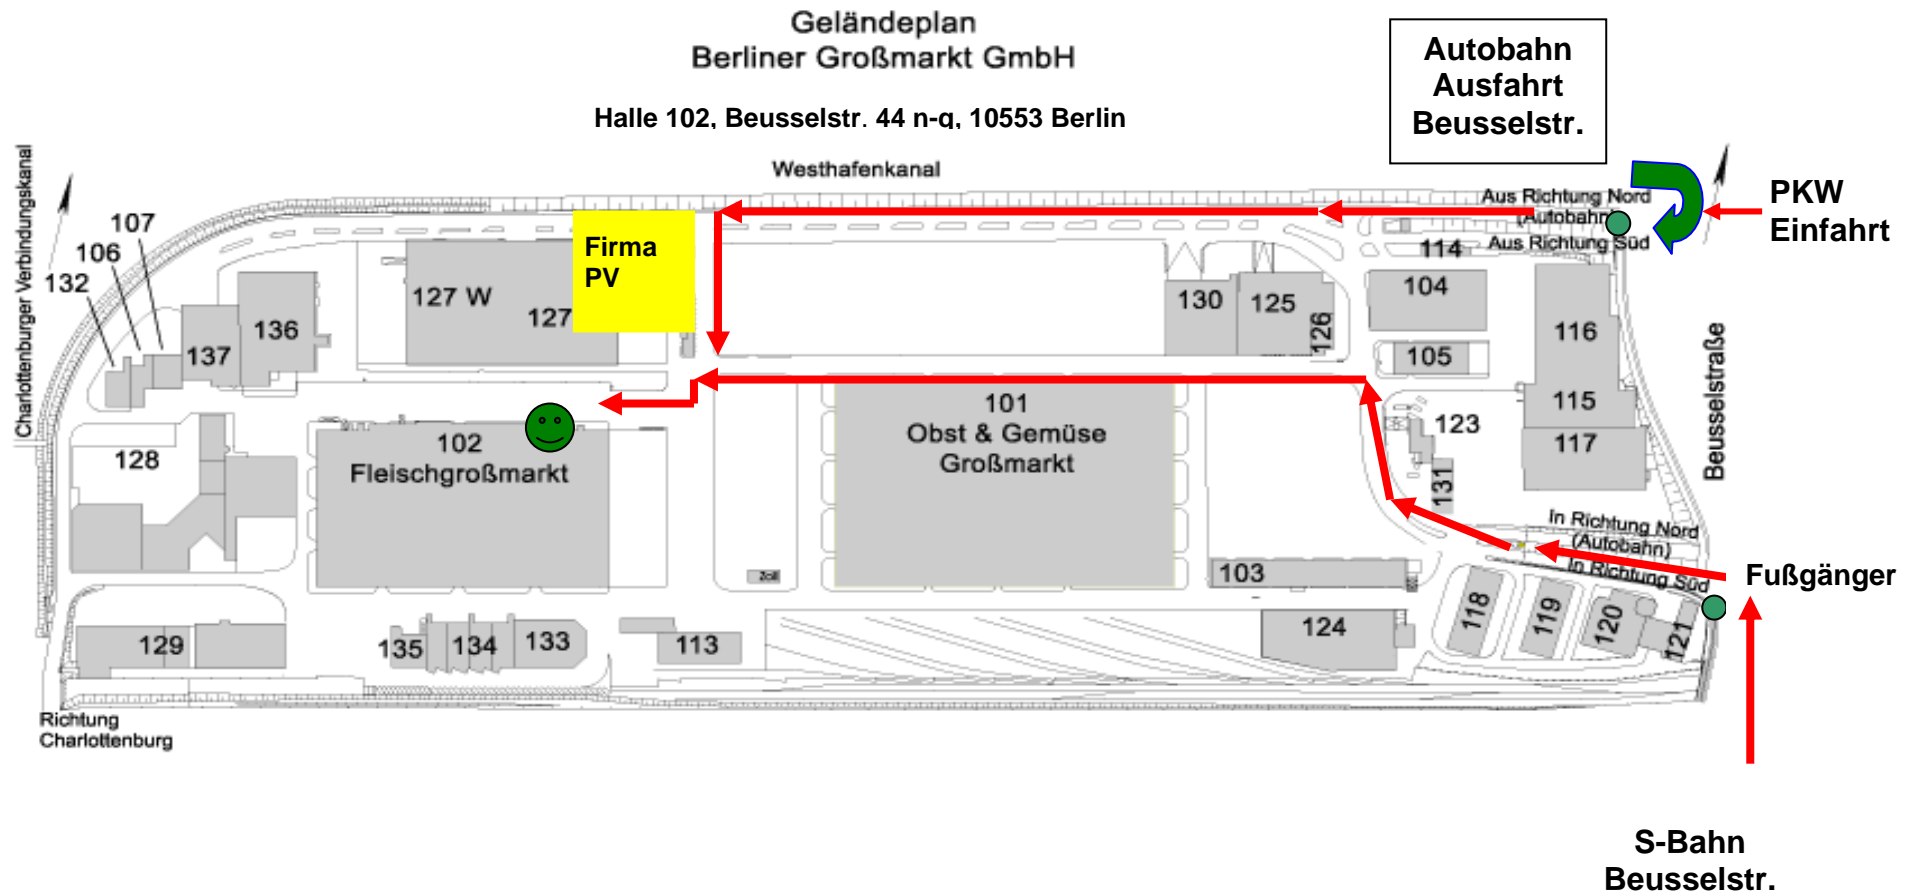 Geländeplan
Berliner Großmarkt GmbH
Halle 102, Beusselstr. 44 n-q, 10553 Berlin
Autobahn
Ausfahrt
Beusselstr.
Westhafenkanal
Aus Richtung Nord
(Autobahn)
Aus Richtung Süd
PKW
Einfahrt
Charlottenburger Verbindungskanal
107
106
132
137
136
127 W
127
Firma
PV
130
125
126
114
104
105
116
115
117
Beusselstraße
123
131
101
Obst & Gemüse
Großmarkt
102
Fleischgroßmarkt
128
In Richtung Nord
(Autobahn)
In Richtung Süd
Fußgänger
Zoll
103
118
119
120
121
124
129
135
134
133
113
Richtung
Charlottenburg
S-Bahn
Beusselstr.